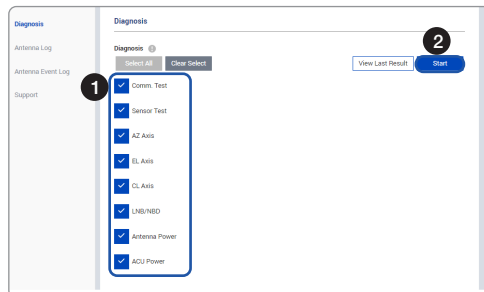 Diagnosis
Antenna Log
Antenna Event Log
Support
Diagnosis
Diagnosis
Select All Clear Select View Last Result Start
2
1
Comm. Test
Sensor Test
AZ Axis
EL Axis
CL Axis
LNB/NBD
Antenna Power
ACU Power